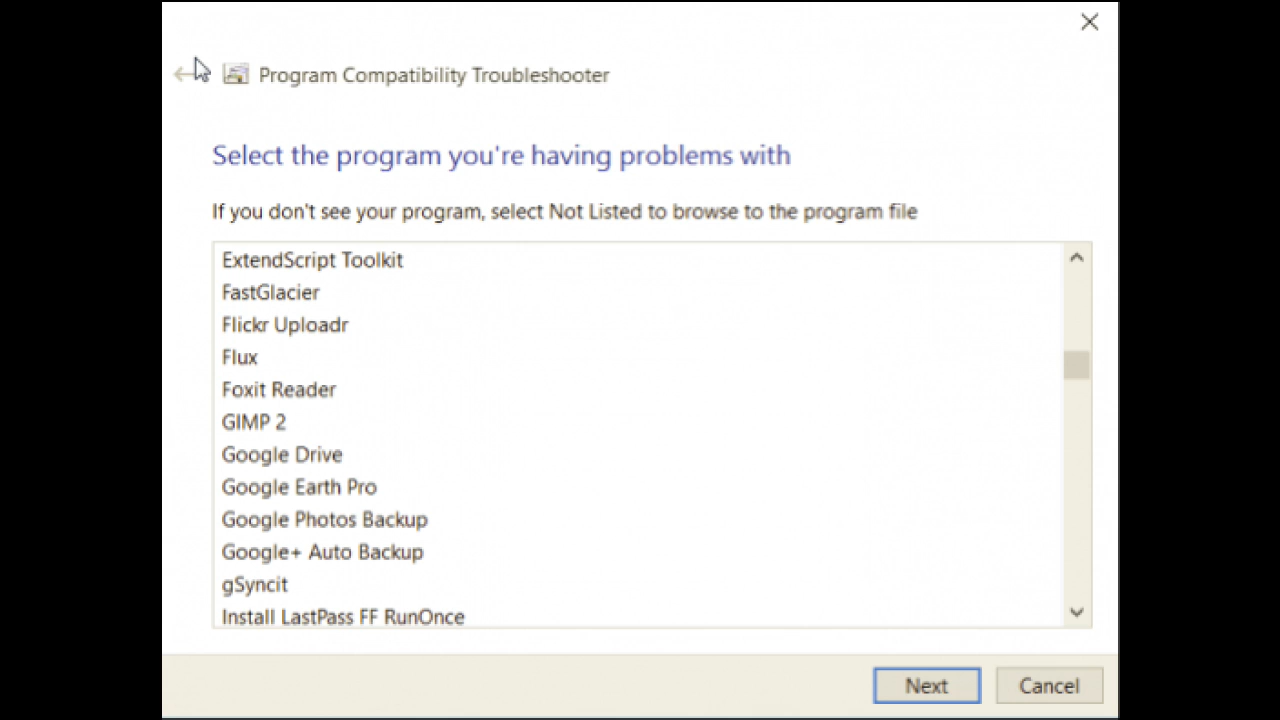 Program Compatibility Troubleshooter
Select the program you're having problems with
If you don't see your program, select Not Listed to browse to the program file
ExtendScript Toolkit
FastGlacier
Flickr Uploadr
Flux
Foxit Reader
GIMP 2
Google Drive
Google Earth Pro
Google Photos Backup
Google+ Auto Backup
gSyncit
Install LastPass FF RunOnce
Next
Cancel